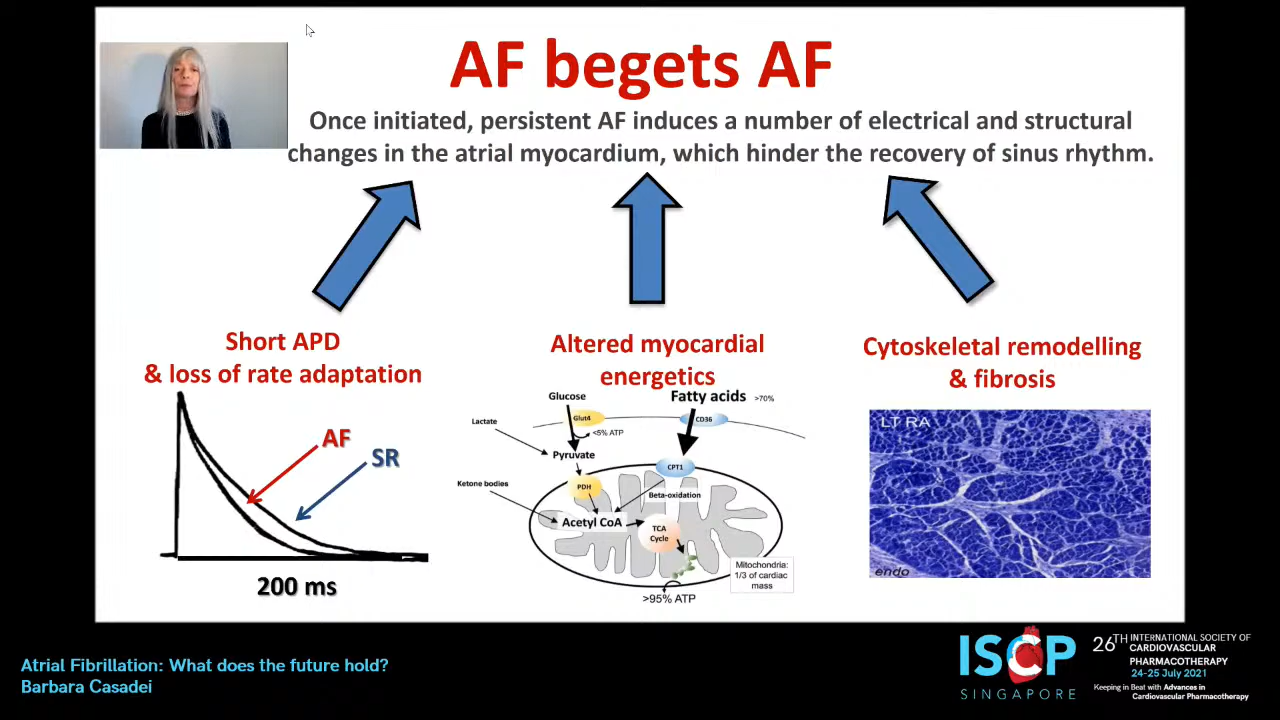 AF begets AF
Once initiated, persistent AF induces a number of electrical and structural
changes in the atrial myocardium, which hinder the recovery of sinus rhythm.
Short APD
& loss of rate adaptation
AF
SR
200 ms
Altered myocardial
energetics
Glucose
Fatty acids >70%
Glut4
CD36
Lactate
<5% ATP
Pyruvate
CPT1
Ketone bodies
PDH
Beta-oxidation
Acetyl CoA
TCA
Cycle
Mitochondria:
1/3 of cardiac
mass
>95% ATP
Cytoskeletal remodelling
& fibrosis
LT RA
endo
Atrial Fibrillation: What does the future hold?
Barbara Casadei
ISCP
SINGAPORE
26TH INTERNATIONAL SOCIETY OF
CARDIOVASCULAR
PHARMACOTHERAPY
24-25 July 2021
Keeping in Beat with Advances in
Cardiovascular Pharmacotherapy